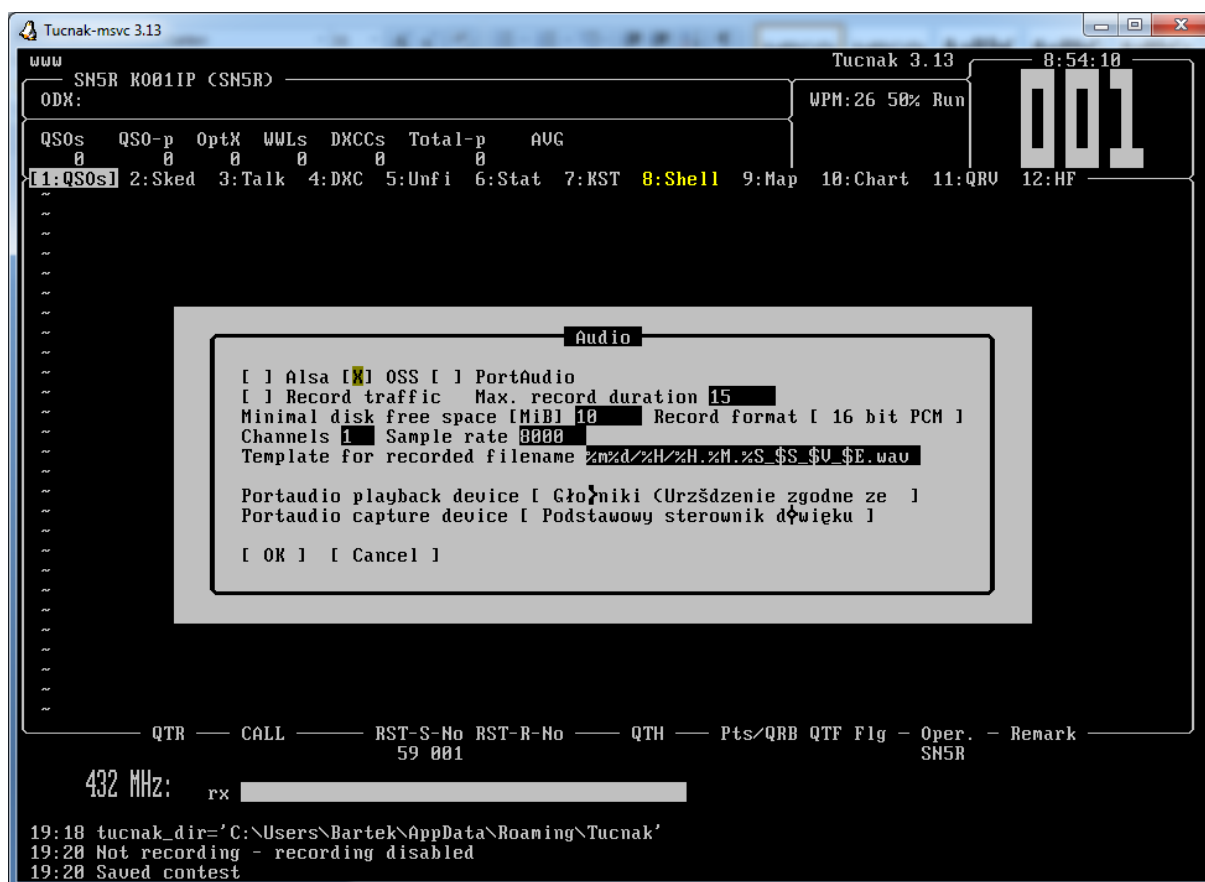 Tucnak-msvc 3.13
www
Tucnak 3.13
8:54:10
SN5R KO01IP (SN5R)
ODX:
WPM:26 50% Run
001
QSOs QSO-p OptX WWLs DXCCs Total-p AVG
0 0 0 0 0 0
[1:QSOs] 2:Sked 3:Talk 4:DXC 5:Unfi 6:Stat 7:KST 8:Shell 9:Map 10:Chart 11:QRV 12:HF
Audio
[ ] Alsa [X] OSS [ ] PortAudio
[ ] Record traffic Max. record duration 15
Minimal disk free space [MiB] 10 Record format [ 16 bit PCM ]
Channels 1 Sample rate 8000
Template for recorded filename %m%d/%H/%H.%M.%S_$S_$V_$E.wav
Portaudio playback device [ Gło}niki (Urzšdzenie zgodne ze ]
Portaudio capture device [ Podstawowy sterownik d⌖więku ]
[ OK ] [ Cancel ]
QTR CALL RST-S-No RST-R-No QTH Pts/QRB QTF Flg - Oper. - Remark
59 001 SN5R
432 MHz: rx
19:18 tucnak_dir='C:\Users\Bartek\AppData\Roaming\Tucnak'
19:20 Not recording - recording disabled
19:20 Saved contest